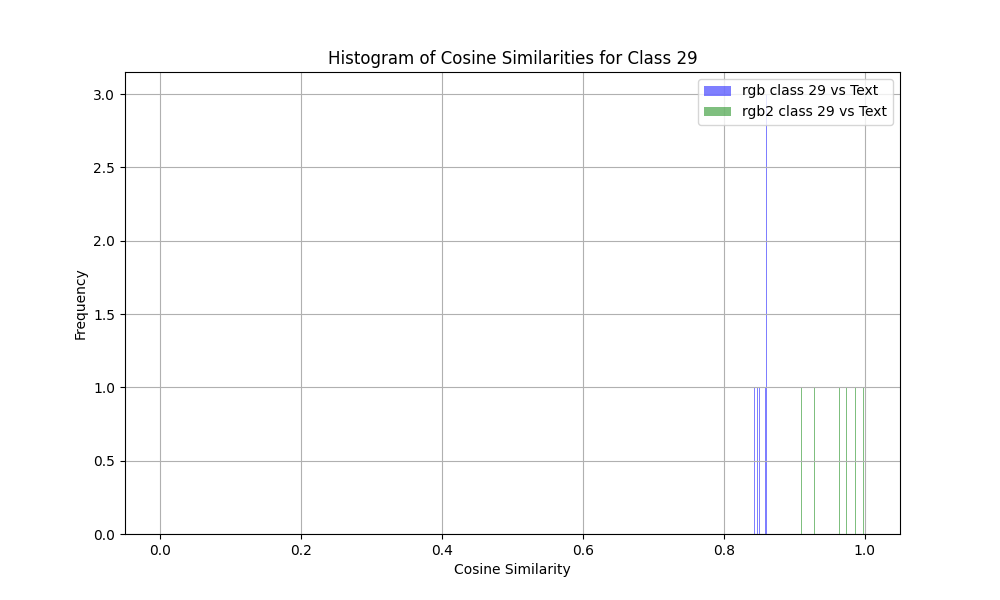 Histogram of Cosine Similarities for Class 29
rgb class 29 vs Text
rgb2 class 29 vs Text
Frequency
3.0
2.5
2.0
1.5
1.0
0.5
0.0
0.0 0.2 0.4 0.6 0.8 1.0
Cosine Similarity